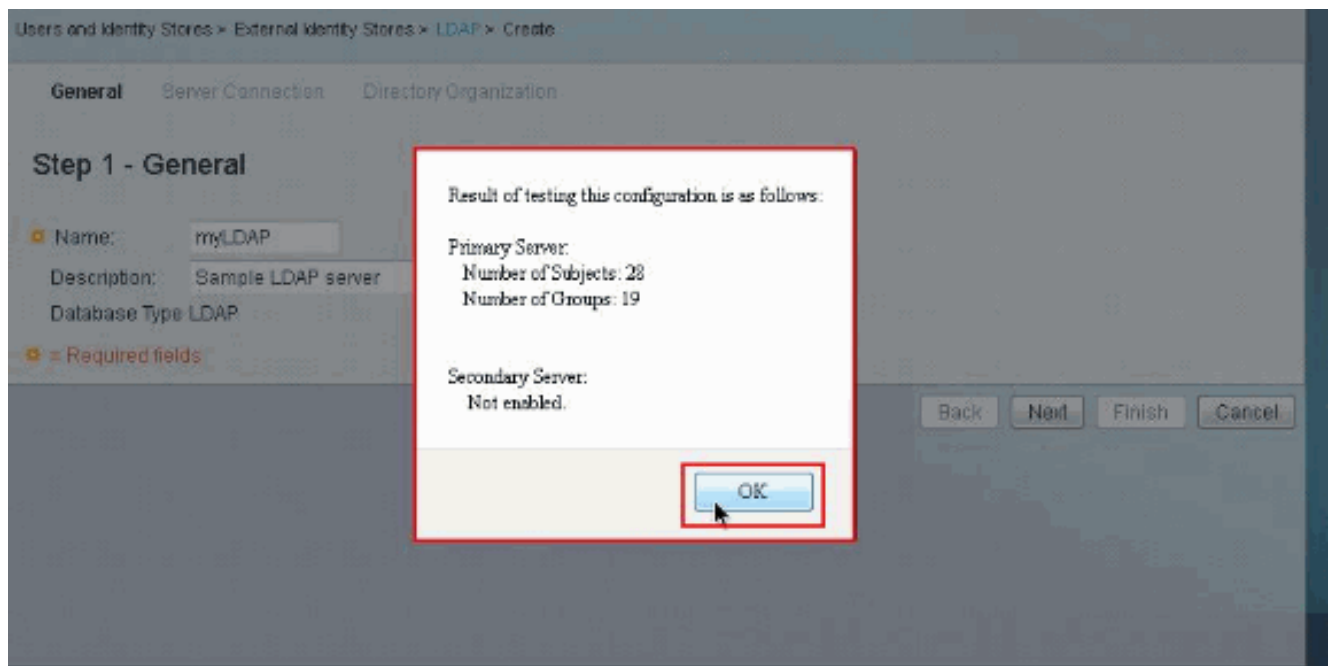 Users and Identity Stores > External Identity Stores > LDAP > Create
General Server Connection Directory Organization
Step 1 - General
Name: myLDAP
Description: Sample LDAP server
Database Type LDAP
= Required fields
Result of testing this configuration is as follows:
Primary Server:
Number of Subjects: 28
Number of Groups: 19
Secondary Server:
Not enabled.
OK
Back Next Finish Cancel